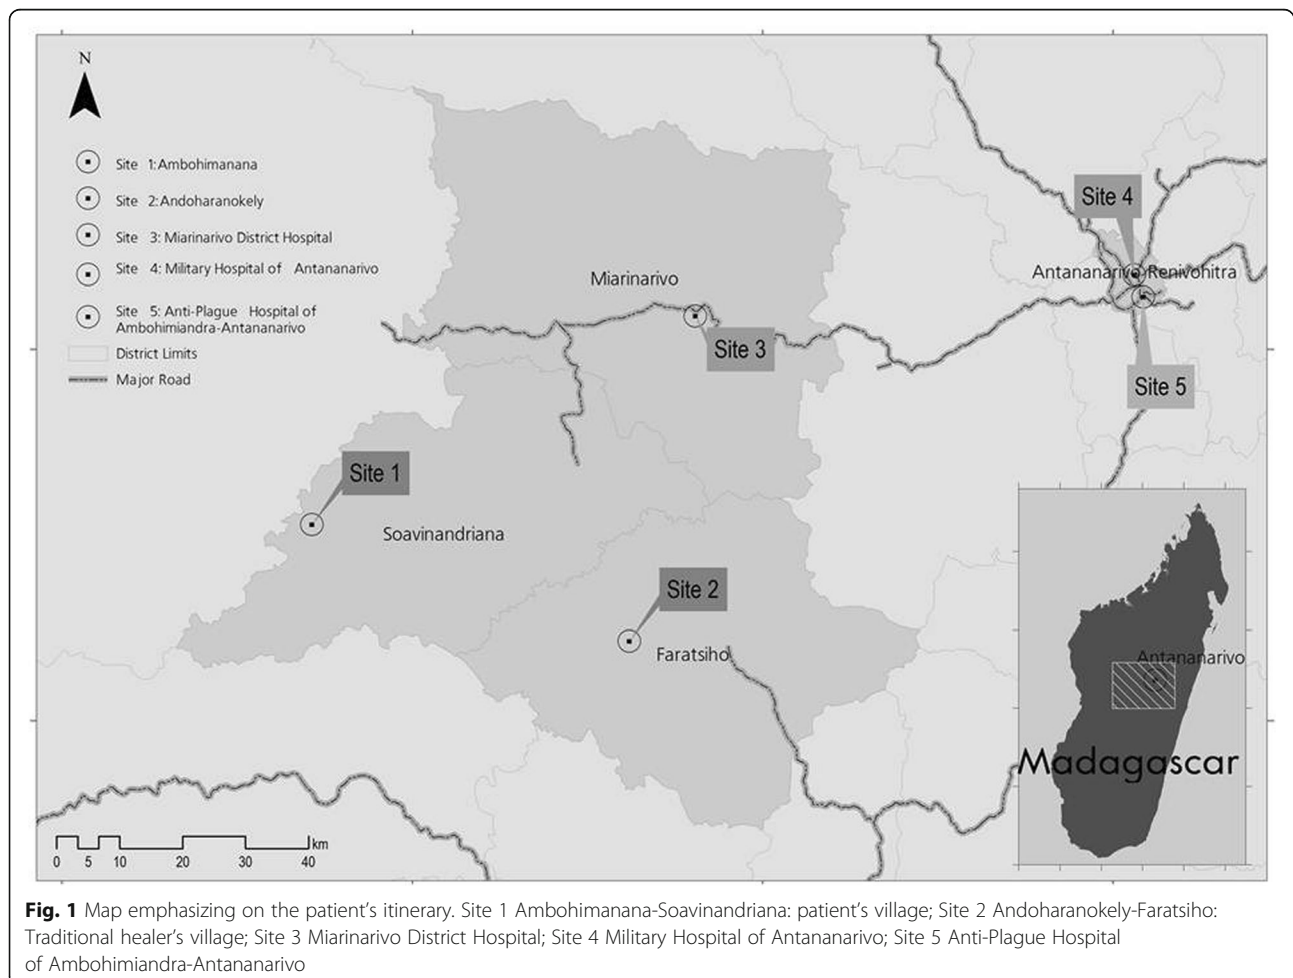 N
Site 1: Ambohimanana
Site 2: Andoharanokely
Site 3: Miarinarivo District Hospital
Site 4: Military Hospital of Antananarivo
Site 5: Anti-Plague Hospital of
Ambohimiandra-Antananarivo
District Limits
Major Road
Site 4
Miarinarivo
Antananarivo Renivohitra
Site 3
Site 5
Site 1
Soavinandriana
Site 2
Faratsiho
Antananarivo
Madagascar
km
0 5 10 20 30 40
Fig. 1 Map emphasizing on the patient's itinerary. Site 1 Ambohimanana-Soavinandriana: patient's village; Site 2 Andoharanokely-Faratsiho:
Traditional healer's village; Site 3 Miarinarivo District Hospital; Site 4 Military Hospital of Antananarivo; Site 5 Anti-Plague Hospital
of Ambohimiandra-Antananarivo